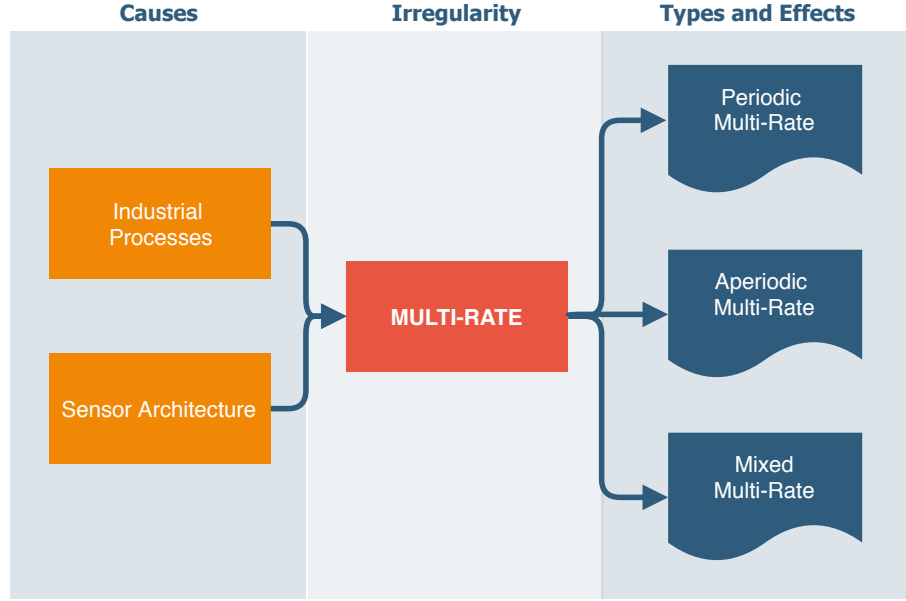 Causes
Irregularity
Types and Effects
Industrial
Processes
Sensor Architecture
MULTI-RATE
Periodic
Multi-Rate
Aperiodic
Multi-Rate
Mixed
Multi-Rate